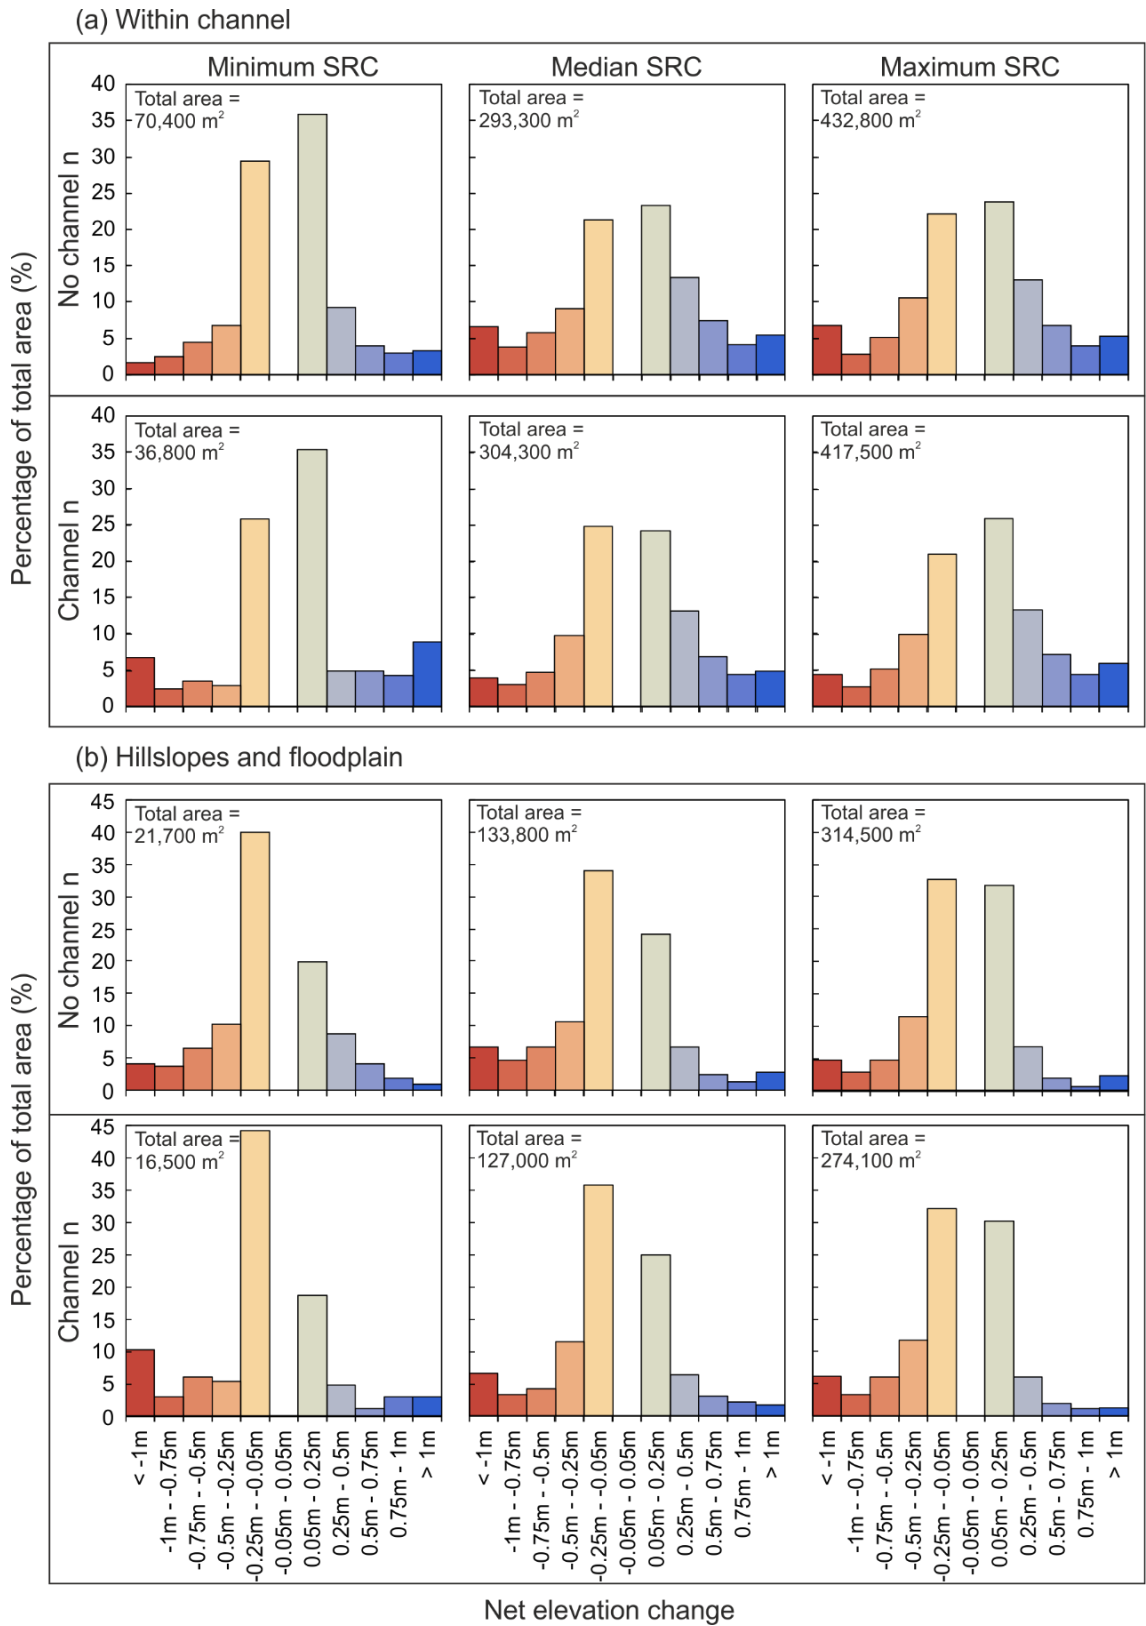 (a) Within channel
Minimum SRC
Median SRC
Maximum SRC
Percentage of total area (%)
No channel n
40
35
30
25
20
15
10
5
0
Total area =
70,400 m²
Total area =
293,300 m²
Total area =
432,800 m²
Channel n
40
35
30
25
20
15
10
5
0
Total area =
36,800 m²
Total area =
304,300 m²
Total area =
417,500 m²
(b) Hillslopes and floodplain
Percentage of total area (%)
No channel n
45
40
35
30
25
20
15
10
5
0
Total area =
21,700 m²
Total area =
133,800 m²
Total area =
314,500 m²
Channel n
45
40
35
30
25
20
15
10
5
0
Total area =
16,500 m²
Total area =
127,000 m²
Total area =
274,100 m²
< -1m
-1m - -0.75m
-0.75m - -0.5m
-0.5m - -0.25m
-0.25m - -0.05m
-0.05m - 0.05m
0.05m - 0.25m
0.25m - 0.5m
0.5m - 0.75m
0.75m - 1m
> 1m
< -1m
-1m - -0.75m
-0.75m - -0.5m
-0.5m - -0.25m
-0.25m - -0.05m
-0.05m - 0.05m
0.05m - 0.25m
0.25m - 0.5m
0.5m - 0.75m
0.75m - 1m
> 1m
< -1m
-1m - -0.75m
-0.75m - -0.5m
-0.5m - -0.25m
-0.25m - -0.05m
-0.05m - 0.05m
0.05m - 0.25m
0.25m - 0.5m
0.5m - 0.75m
0.75m - 1m
> 1m
Net elevation change